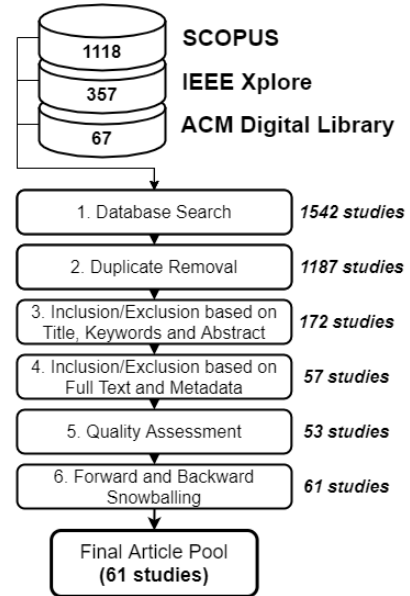 1118 SCOPUS
357 IEEE Xplore
67 ACM Digital Library
1. Database Search 1542 studies
2. Duplicate Removal 1187 studies
3. Inclusion/Exclusion based on
Title, Keywords and Abstract 172 studies
4. Inclusion/Exclusion based on
Full Text and Metadata 57 studies
5. Quality Assessment 53 studies
6. Forward and Backward
Snowballing 61 studies
Final Article Pool
(61 studies)